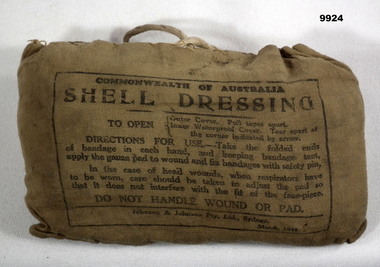 9924
COMMONWEALTH OF AUSTRALIA
SHELL DRESSING
TO OPEN
Outer Cover. Pull tapes apart.
Inner Waterproof Cover. Tear apart at
the corner indicated by arrow.
DIRECTIONS FOR USE.—Take the folded ends
of bandage in each hand, and keeping bandage taut,
apply the gauze pad to wound and fix bandages with safety pin.
In the case of head wounds, when respirators have
to be worn, care should be taken to adjust the pad so
that it does not interfere with the fit of the face-piece.
DO NOT HANDLE WOUND OR PAD.
Johnson & Johnson Pty. Ltd., Sydney.
March,